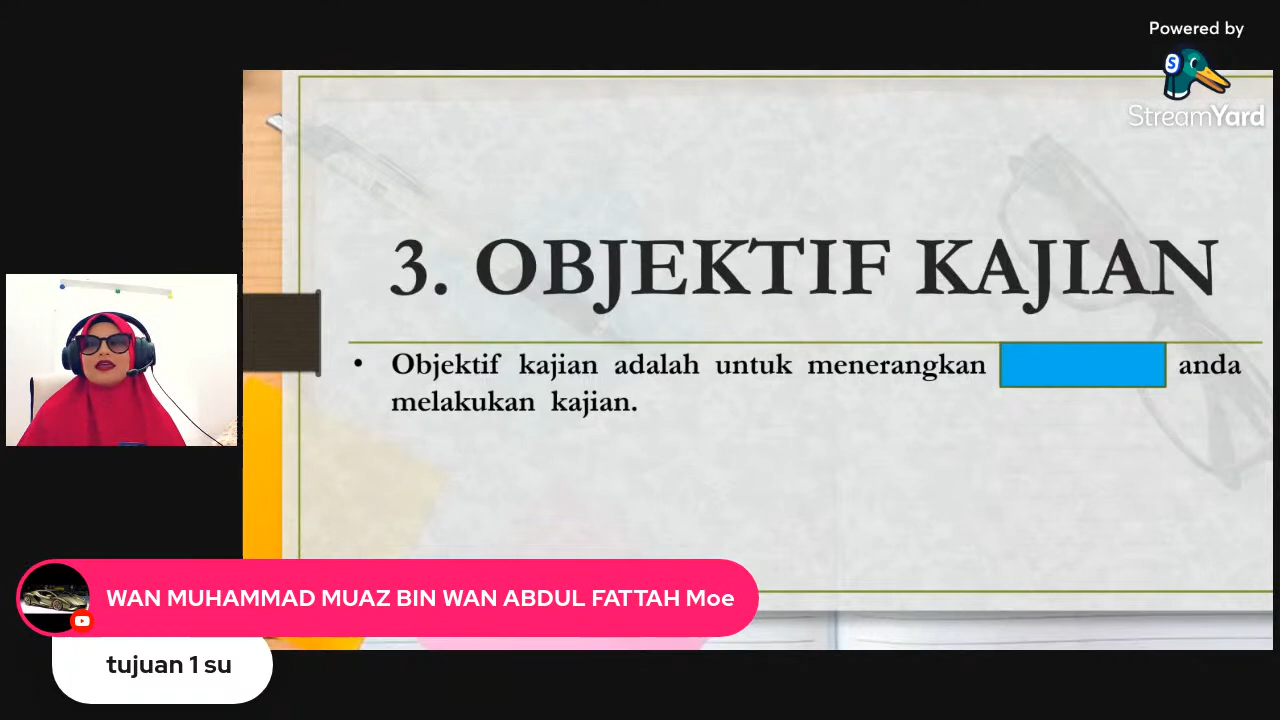 Powered by
StreamYard
3. OBJEKTIF KAJIAN
• Objektif kajian adalah untuk menerangkan anda
melakukan kajian.
WAN MUHAMMAD MUAZ BIN WAN ABDUL FATTAH Moe
tujuan 1 su